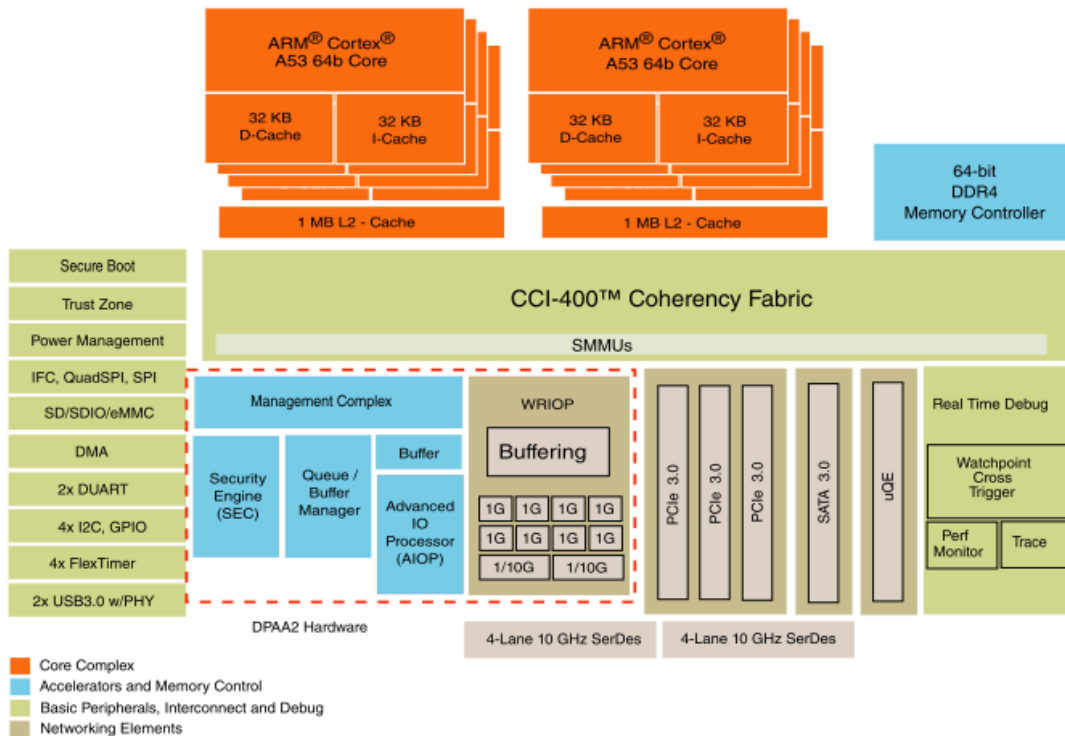 ARM® Cortex®
A53 64b Core
32 KB
D-Cache
32 KB
I-Cache
1 MB L2 - Cache
ARM® Cortex®
A53 64b Core
32 KB
D-Cache
32 KB
I-Cache
1 MB L2 - Cache
64-bit
DDR4
Memory Controller
Secure Boot
Trust Zone
Power Management
IFC, QuadSPI, SPI
SD/SDIO/eMMC
DMA
2x DUART
4x I2C, GPIO
4x FlexTimer
2x USB3.0 w/PHY
CCI-400™ Coherency Fabric
SMMUs
Management Complex
Security
Engine
(SEC)
Queue /
Buffer
Manager
Buffer
Advanced
IO
Processor
(AIOP)
WRIOP
Buffering
1G 1G 1G 1G
1G 1G 1G 1G
1/10G 1/10G
PCIe 3.0
PCIe 3.0
PCIe 3.0
SATA 3.0
uQE
Real Time Debug
Watchpoint
Cross
Trigger
Perf
Monitor
Trace
DPAA2 Hardware
4-Lane 10 GHz SerDes
4-Lane 10 GHz SerDes
Core Complex
Accelerators and Memory Control
Basic Peripherals, Interconnect and Debug
Networking Elements